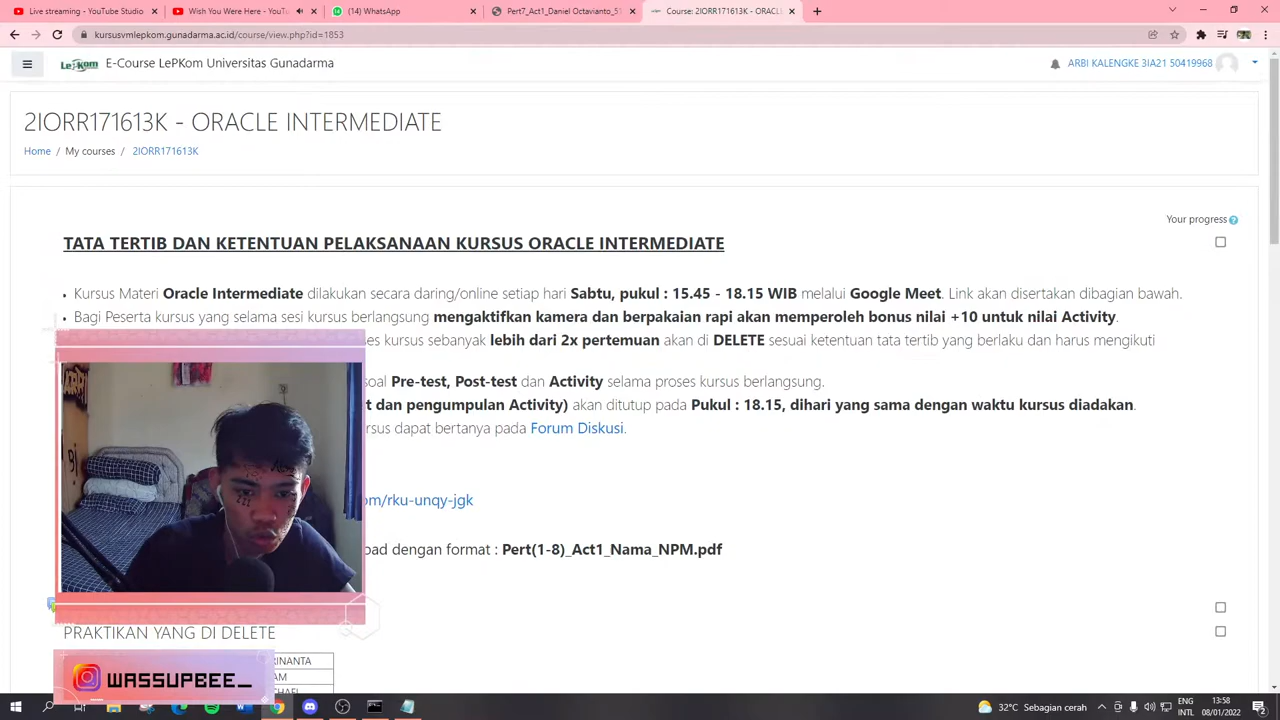 Live streaming - YouTube Studio
Wish You Were Here - YouTu
(14) WhatsApp
Pert7_Act1_Daniel Octavianto_51
Course: 2IORR171613K - ORACLE
kursusvmlepkom.gunadarma.ac.id/course/view.php?id=1853
LePKom
E-Course LePKom Universitas Gunadarma
ARBI KALENGKE 3IA21 50419968
2IORR171613K - ORACLE INTERMEDIATE
Home / My courses / 2IORR171613K
Your progress
TATA TERTIB DAN KETENTUAN PELAKSANAAN KURSUS ORACLE INTERMEDIATE
Kursus Materi Oracle Intermediate dilakukan secara daring/online setiap hari Sabtu, pukul : 15.45 - 18.15 WIB melalui Google Meet. Link akan disertakan dibagian bawah.
Bagi Peserta kursus yang selama sesi kursus berlangsung mengaktifkan kamera dan berpakaian rapi akan memperoleh bonus nilai +10 untuk nilai Activity.
ses kursus sebanyak lebih dari 2x pertemuan akan di DELETE sesuai ketentuan tata tertib yang berlaku dan harus mengikuti
soal Pre-test, Post-test dan Activity selama proses kursus berlangsung.
t dan pengumpulan Activity) akan ditutup pada Pukul : 18.15, dihari yang sama dengan waktu kursus diadakan.
rsus dapat bertanya pada Forum Diskusi.
om/rku-unqy-jgk
oad dengan format : Pert(1-8)_Act1_Nama_NPM.pdf
PRAKTIKAN YANG DI DELETE
RINANTA
AM
CHAEL
WASSUPBEE_
32°C Sebagian cerah
ENG
INTL
13:58
08/01/2022